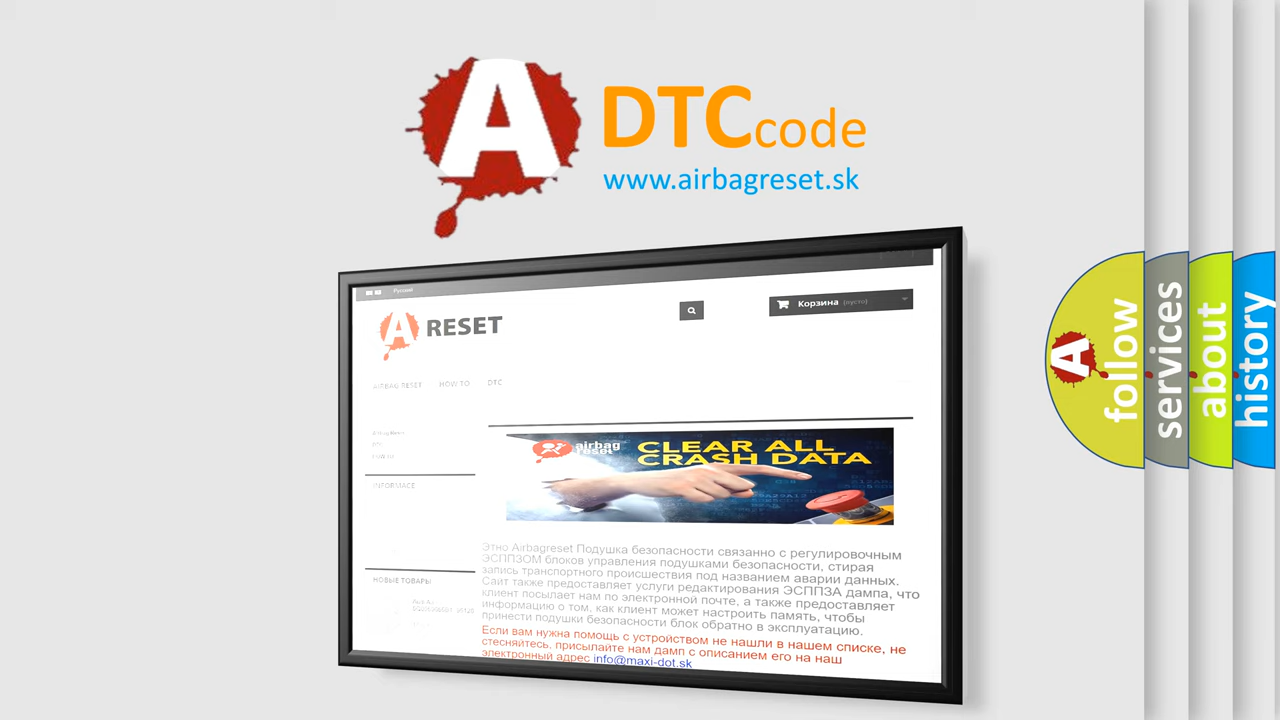 A
DTCcode
www.airbagreset.sk
Русский
Корзина (пусто)
A RESET
AIRBAG RESET HOW TO DTC
INFORMACE
НОВЫЕ ТОВАРЫ
airbag
reset
CLEAR ALL
CRASH DATA
Этно Airbagreset Подушка безопасности связанно с регулировочным
ЭСППЗОМ блоков управления подушками безопасности, стирая
запись транспортного происшествия под названием аварии данных.
Сайт также предоставляет услуги редактирования ЭСППЗА дампа, что
клиент посылает нам по электронной почте, а также предоставляет
информацию о том, как клиент может настроить память, чтобы
принести подушки безопасности блок обратно в эксплуатацию.
Если вам нужна помощь с устройством не нашли в нашем списке, не
стесняйтесь, присылайте нам дамп с описанием его на наш
электронный адрес info@maxi-dot.sk
A
follow
services
about
history